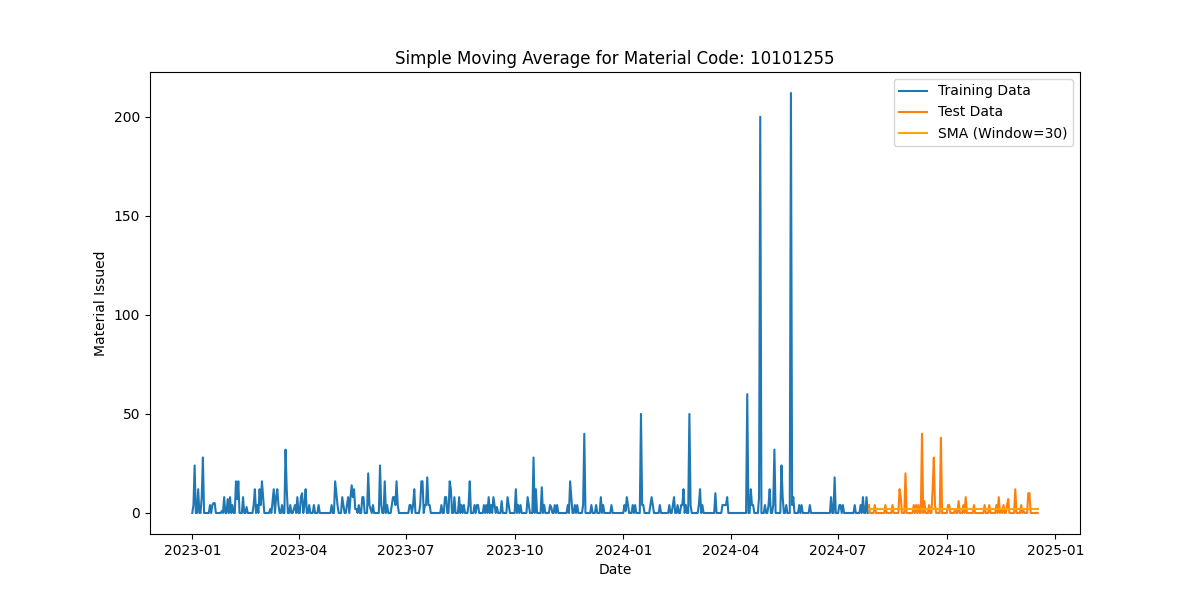 Simple Moving Average for Material Code: 10101255
Training Data
Test Data
SMA (Window=30)
Material Issued
200
150
100
50
0
2023-01 2023-04 2023-07 2023-10 2024-01 2024-04 2024-07 2024-10 2025-01
Date